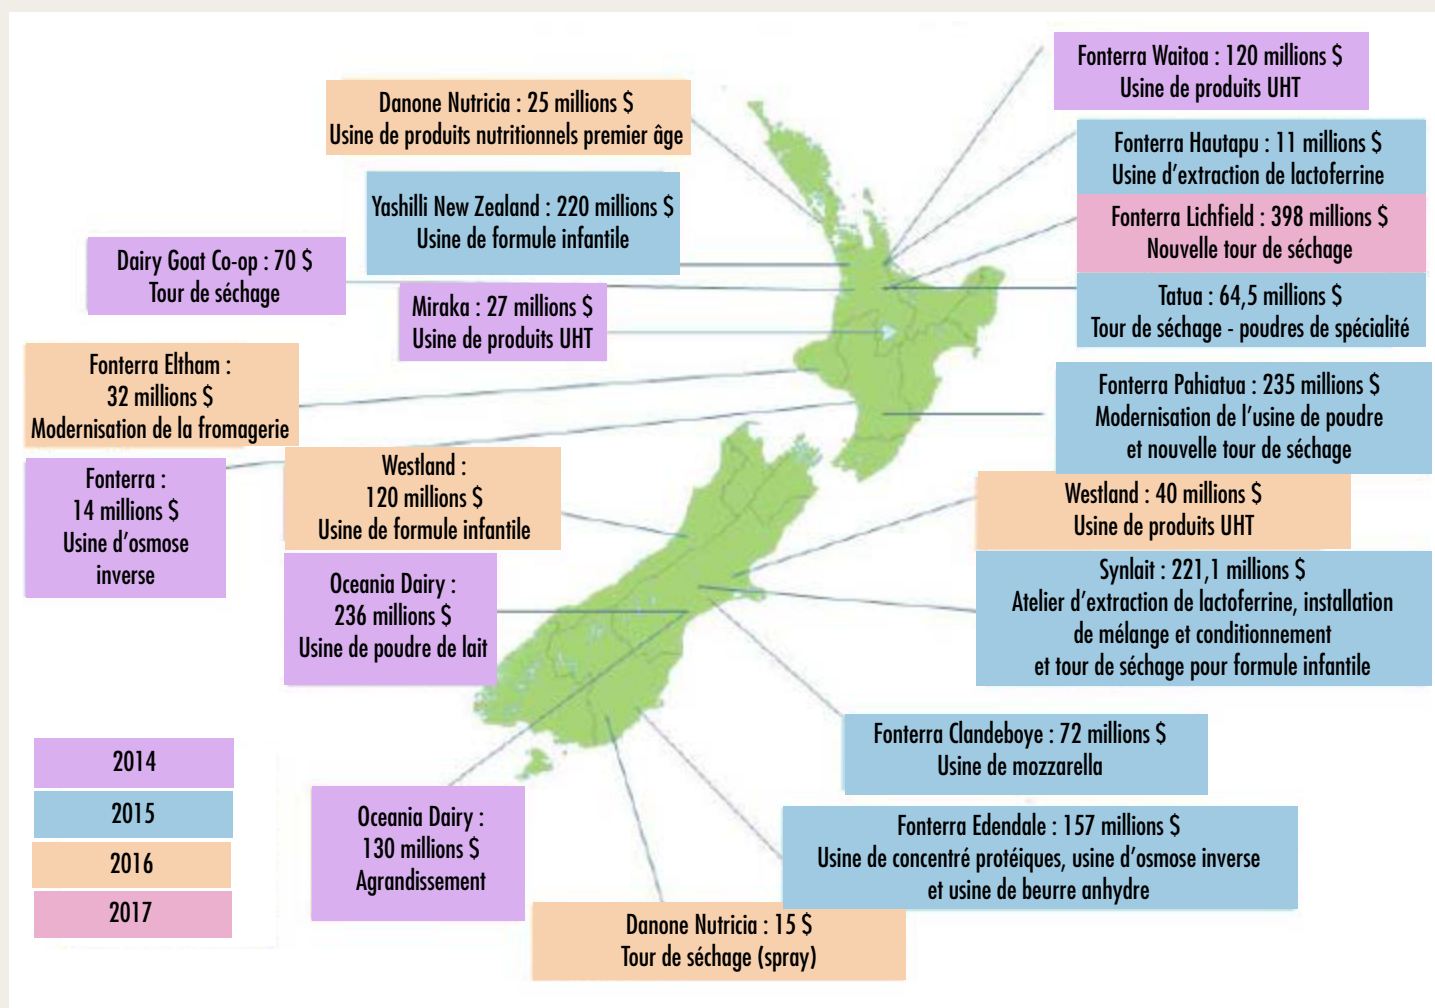 Fonterra Waitoa : 120 millions $
Usine de produits UHT
Danone Nutricia : 25 millions $
Usine de produits nutritionnels premier âge
Fonterra Hautapu : 11 millions $
Usine d'extraction de lactoferrine
Yashilli New Zealand : 220 millions $
Usine de formule infantile
Fonterra Lichfield : 398 millions $
Nouvelle tour de séchage
Dairy Goat Co-op : 70 $
Tour de séchage
Miraka : 27 millions $
Usine de produits UHT
Tatua : 64,5 millions $
Tour de séchage - poudres de spécialité
Fonterra Eltham :
32 millions $
Modernisation de la fromagerie
Fonterra Pahiatua : 235 millions $
Modernisation de l'usine de poudre
et nouvelle tour de séchage
Fonterra :
14 millions $
Usine d'osmose
inverse
Westland :
120 millions $
Usine de formule infantile
Westland : 40 millions $
Usine de produits UHT
Oceania Dairy :
236 millions $
Usine de poudre de lait
Synlait : 221,1 millions $
Atelier d'extraction de lactoferrine, installation
de mélange et conditionnement
et tour de séchage pour formule infantile
Fonterra Clandeboye : 72 millions $
Usine de mozzarella
2014
2015
2016
2017
Oceania Dairy :
130 millions $
Agrandissement
Fonterra Edendale : 157 millions $
Usine de concentré protéiques, usine d'osmose inverse
et usine de beurre anhydre
Danone Nutricia : 15 $
Tour de séchage (spray)